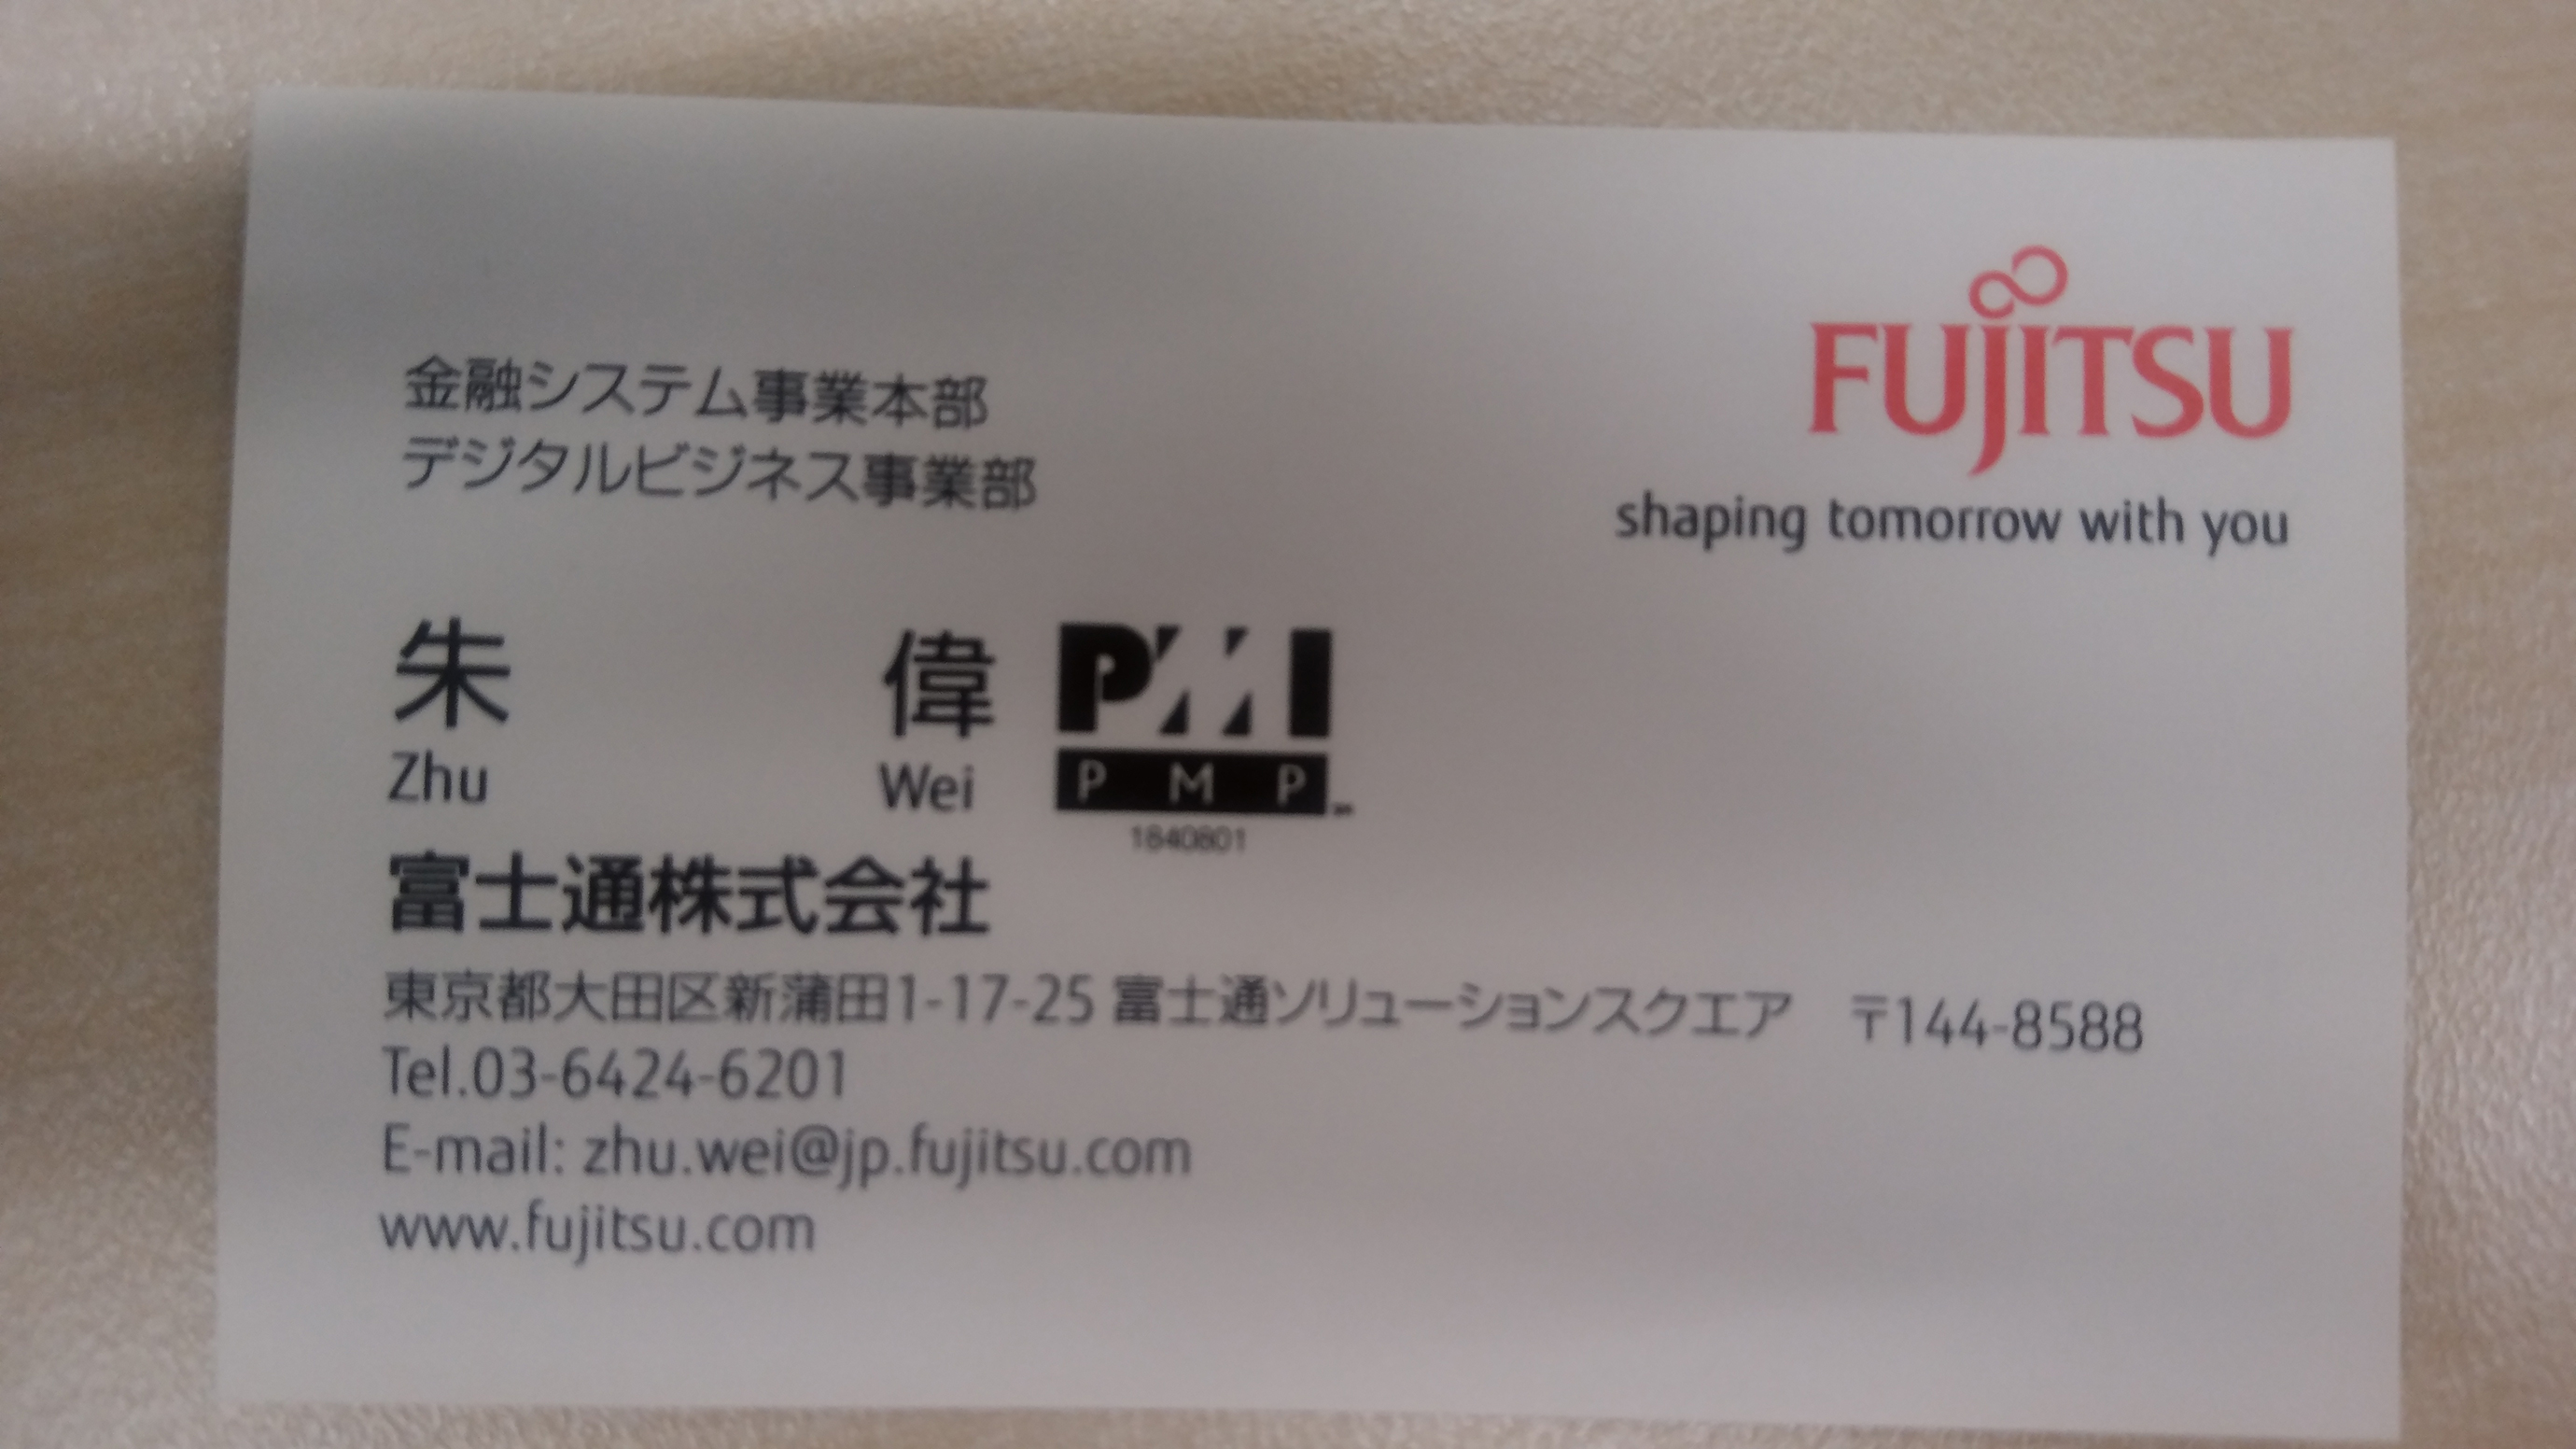 FUJITSU
shaping tomorrow with you
金融システム事業本部
デジタルビジネス事業部
朱 偉
Zhu Wei
PMI
PMP
1840801
富士通株式会社
東京都大田区新蒲田1-17-25 富士通ソリューションスクエア 〒144-8588
Tel.03-6424-6201
E-mail: zhu.wei@jp.fujitsu.com
www.fujitsu.com